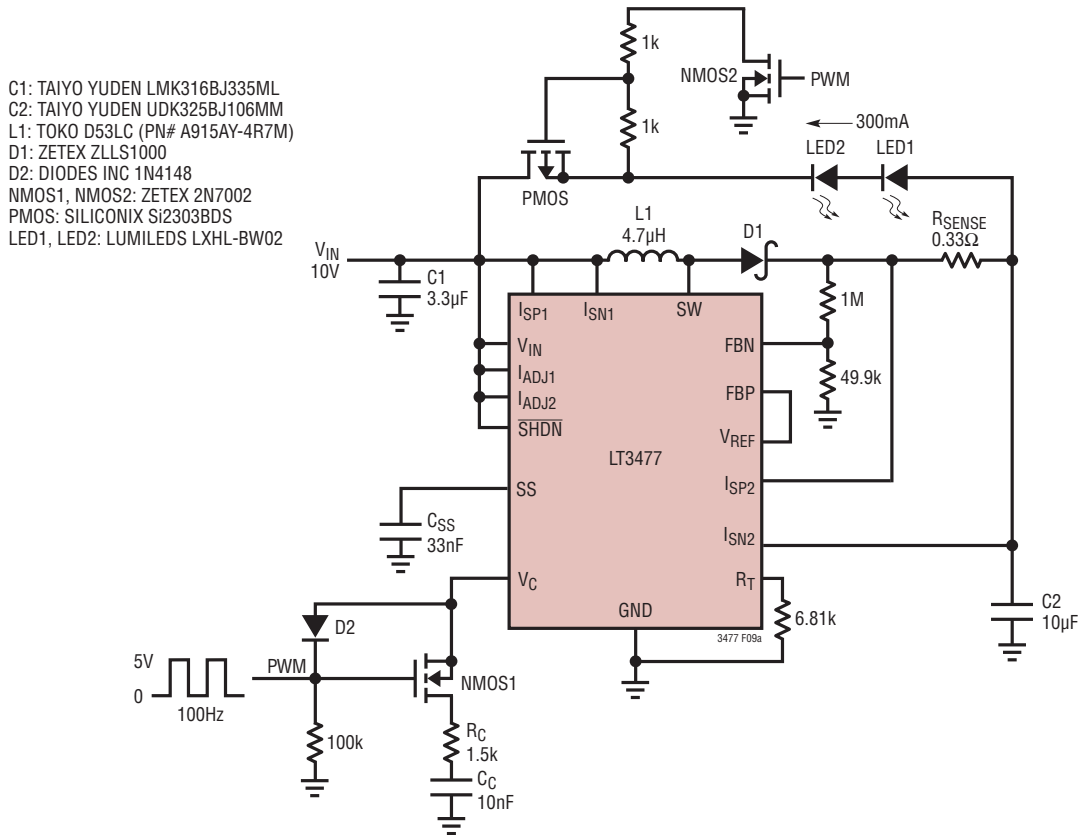 C1: TAIYO YUDEN LMK316BJ335ML
C2: TAIYO YUDEN UDK325BJ106MM
L1: TOKO D53LC (PN# A915AY-4R7M)
D1: ZETEX ZLLS1000
D2: DIODES INC 1N4148
NMOS1, NMOS2: ZETEX 2N7002
PMOS: SILICONIX Si2303BDS
LED1, LED2: LUMILEDS LXHL-BW02
1k
NMOS2
PWM
1k
300mA
LED2
LED1
PMOS
L1
4.7µH
D1
RSENSE
0.33Ω
VIN
10V
C1
3.3µF
ISP1
ISN1
SW
1M
VIN
FBN
IADJ1
49.9k
IADJ2
FBP
SHDN
VREF
LT3477
SS
ISP2
CSS
33nF
ISN2
VC
RT
GND
6.81k
C2
10µF
3477 F09a
D2
5V
0
100Hz
PWM
NMOS1
100k
RC
1.5k
CC
10nF